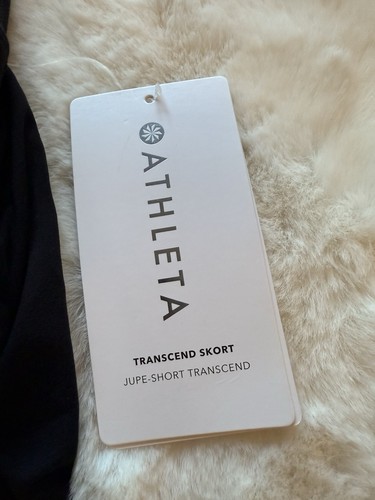 ATHLETA
TRANSCEND SKORT
JUPE-SHORT TRANSCEND